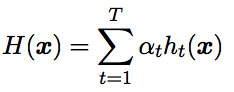 H(𝒙) = ∑_{t=1}^{T} α_t h_t(𝒙)